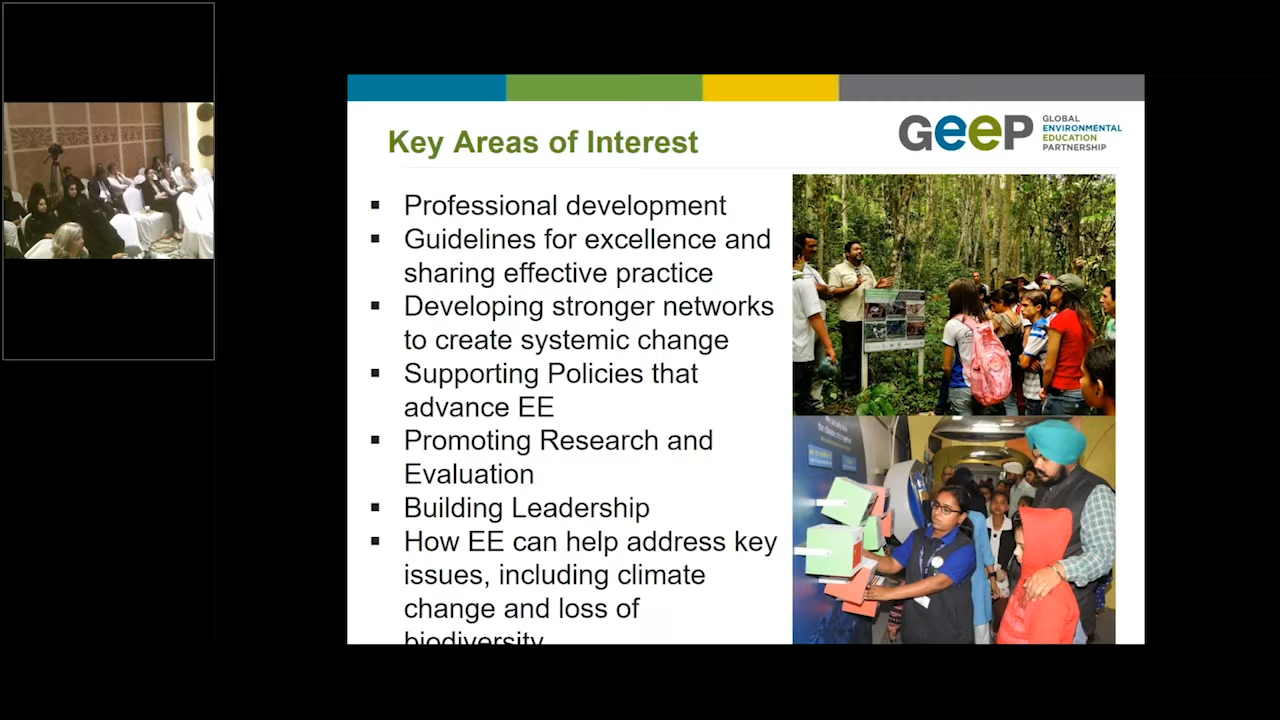 Key Areas of Interest
GeeP
GLOBAL
ENVIRONMENTAL
EDUCATION
PARTNERSHIP
▪ Professional development
▪ Guidelines for excellence and
sharing effective practice
▪ Developing stronger networks
to create systemic change
▪ Supporting Policies that
advance EE
▪ Promoting Research and
Evaluation
▪ Building Leadership
▪ How EE can help address key
issues, including climate
change and loss of
biodiversity